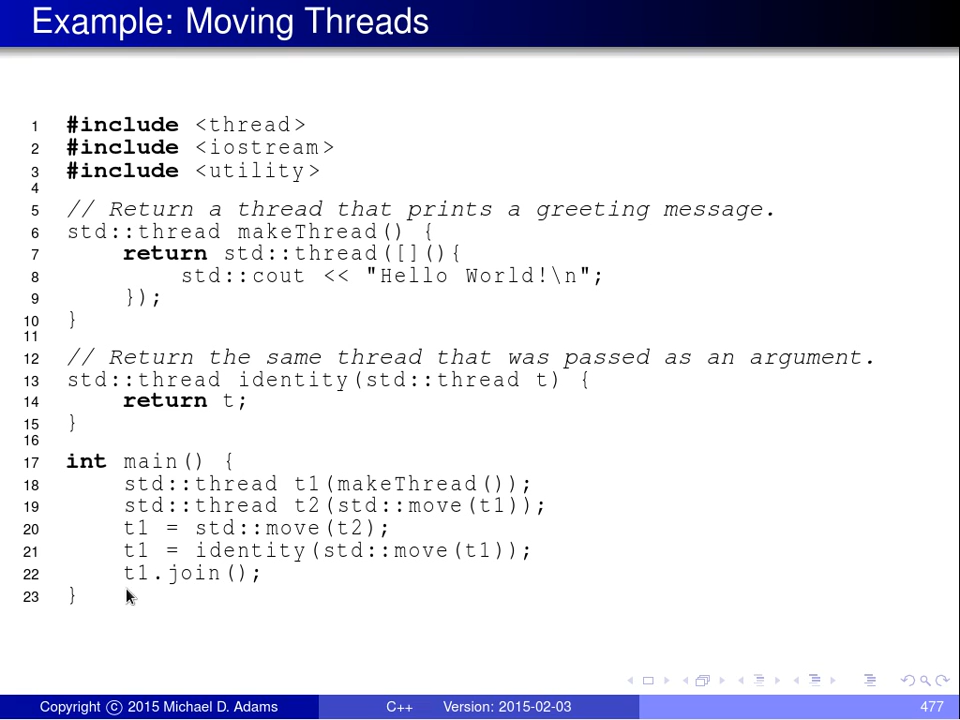 Example: Moving Threads
1 #include <thread>
2 #include <iostream>
3 #include <utility>
4
5 // Return a thread that prints a greeting message.
6 std::thread makeThread() {
7 return std::thread([](){
8 std::cout << "Hello World!\n";
9 });
10 }
11
12 // Return the same thread that was passed as an argument.
13 std::thread identity(std::thread t) {
14 return t;
15 }
16
17 int main() {
18 std::thread t1(makeThread());
19 std::thread t2(std::move(t1));
20 t1 = std::move(t2);
21 t1 = identity(std::move(t1));
22 t1.join();
23 }
Copyright © 2015 Michael D. Adams C++ Version: 2015-02-03 477